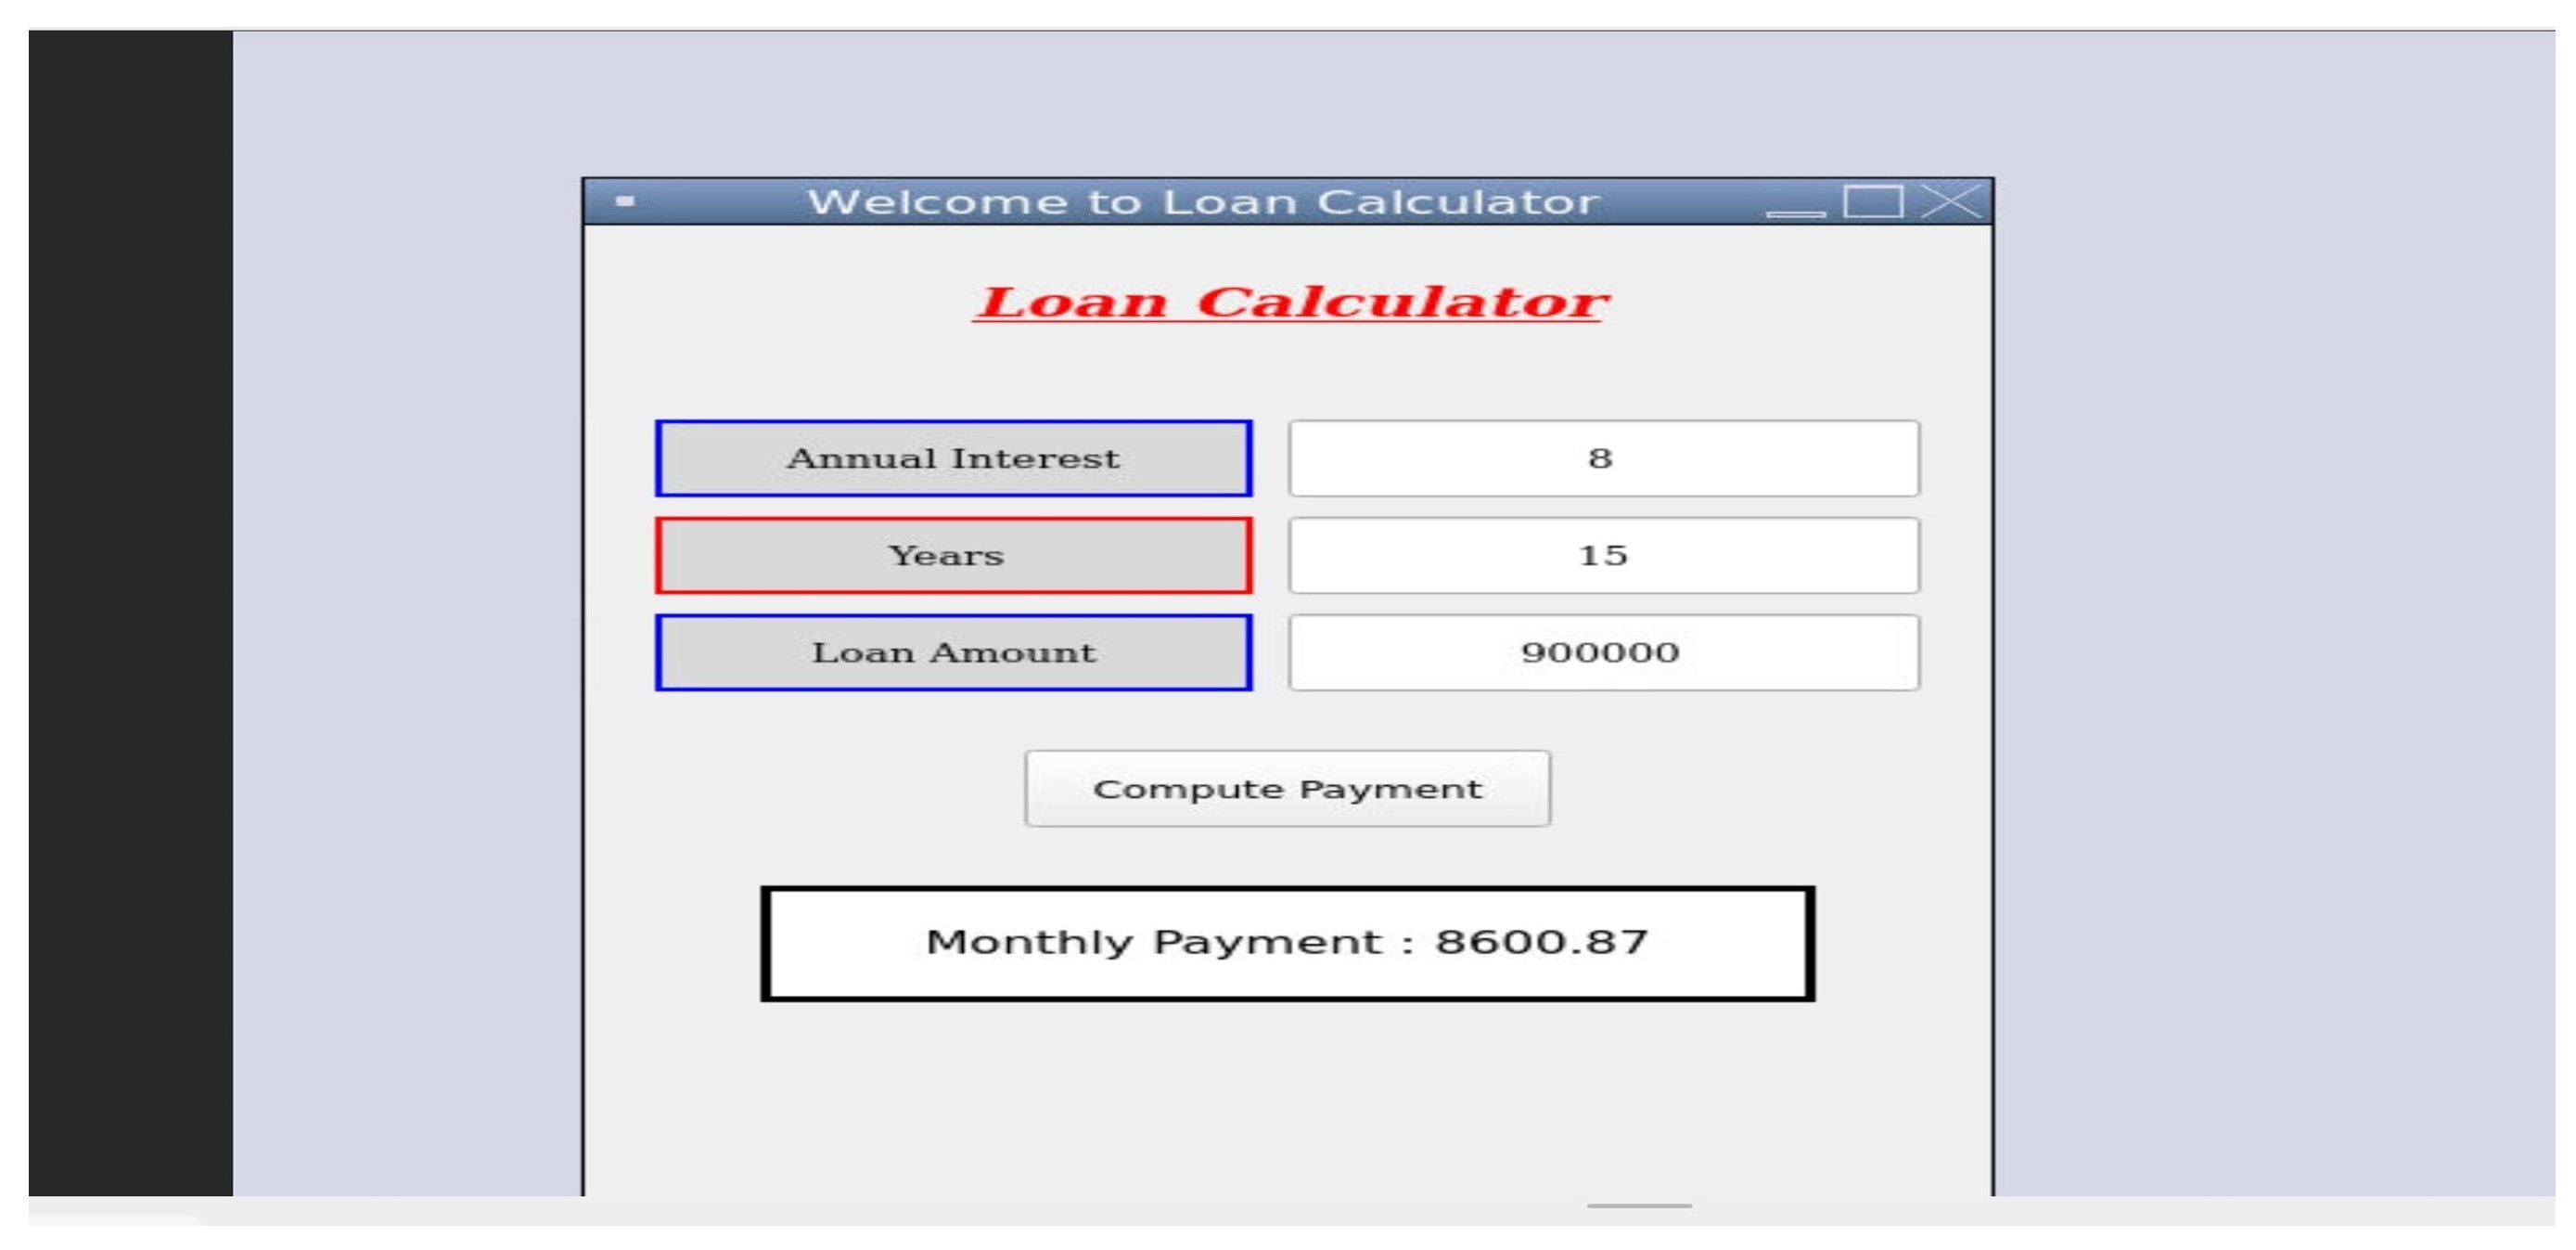 Welcome to Loan Calculator
Loan Calculator
Annual Interest 8
Years 15
Loan Amount 900000
Compute Payment
Monthly Payment : 8600.87